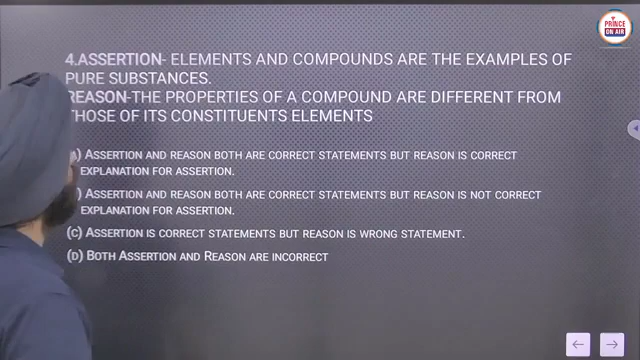 PRINCE
ON AIR
4.ASSERTION- ELEMENTS AND COMPOUNDS ARE THE EXAMPLES OF
PURE SUBSTANCES.
REASON-THE PROPERTIES OF A COMPOUND ARE DIFFERENT FROM
THOSE OF ITS CONSTITUENTS ELEMENTS
A) ASSERTION AND REASON BOTH ARE CORRECT STATEMENTS BUT REASON IS CORRECT
EXPLANATION FOR ASSERTION.
) ASSERTION AND REASON BOTH ARE CORRECT STATEMENTS BUT REASON IS NOT CORRECT
EXPLANATION FOR ASSERTION.
(C) ASSERTION IS CORRECT STATEMENTS BUT REASON IS WRONG STATEMENT.
(D) BOTH ASSERTION AND REASON ARE INCORRECT